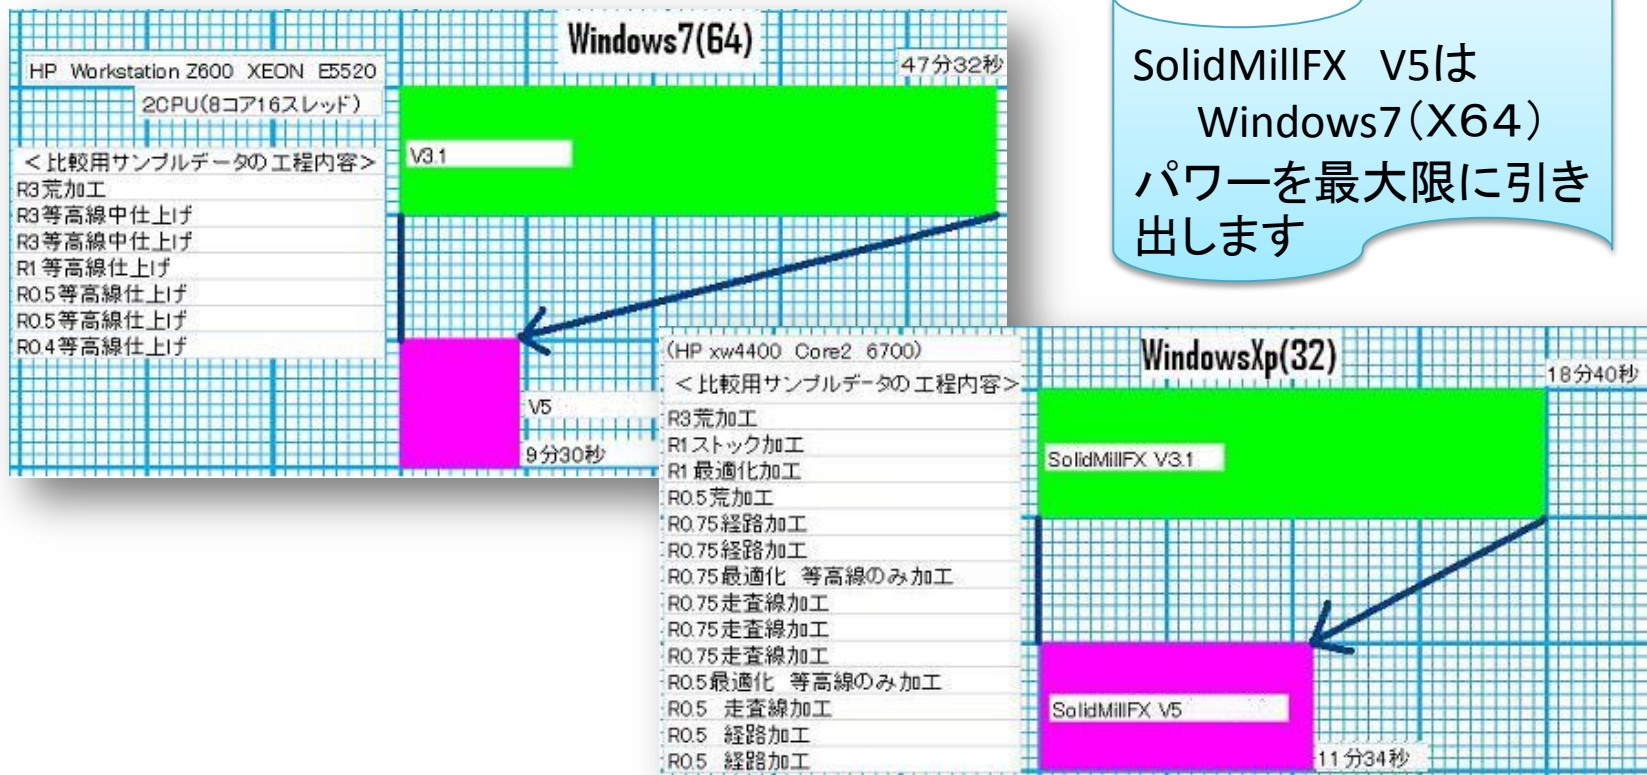 Windows7(64)
HP Workstation Z600 XEON E5520
2CPU(8コア16スレッド)
47分32秒
V3.1
<比較用サンプルデータの工程内容>
R3荒加工
R3等高線中仕上げ
R3等高線中仕上げ
R1等高線仕上げ
R0.5等高線仕上げ
R0.5等高線仕上げ
R0.4等高線仕上げ
V5
9分30秒
SolidMillFX V5は
Windows7(X64)
パワーを最大限に引き
出します
(HP xw4400 Core2 6700)
WindowsXp(32)
18分40秒
<比較用サンプルデータの工程内容>
R3荒加工
R1ストック加工
R1最適化加工
R0.5荒加工
R0.75経路加工
R0.75経路加工
R0.75最適化 等高線のみ加工
R0.75走査線加工
R0.75走査線加工
R0.75走査線加工
R0.5最適化 等高線のみ加工
R0.5 走査線加工
R0.5 経路加工
R0.5 経路加工
SolidMillFX V3.1
SolidMillFX V5
11分34秒